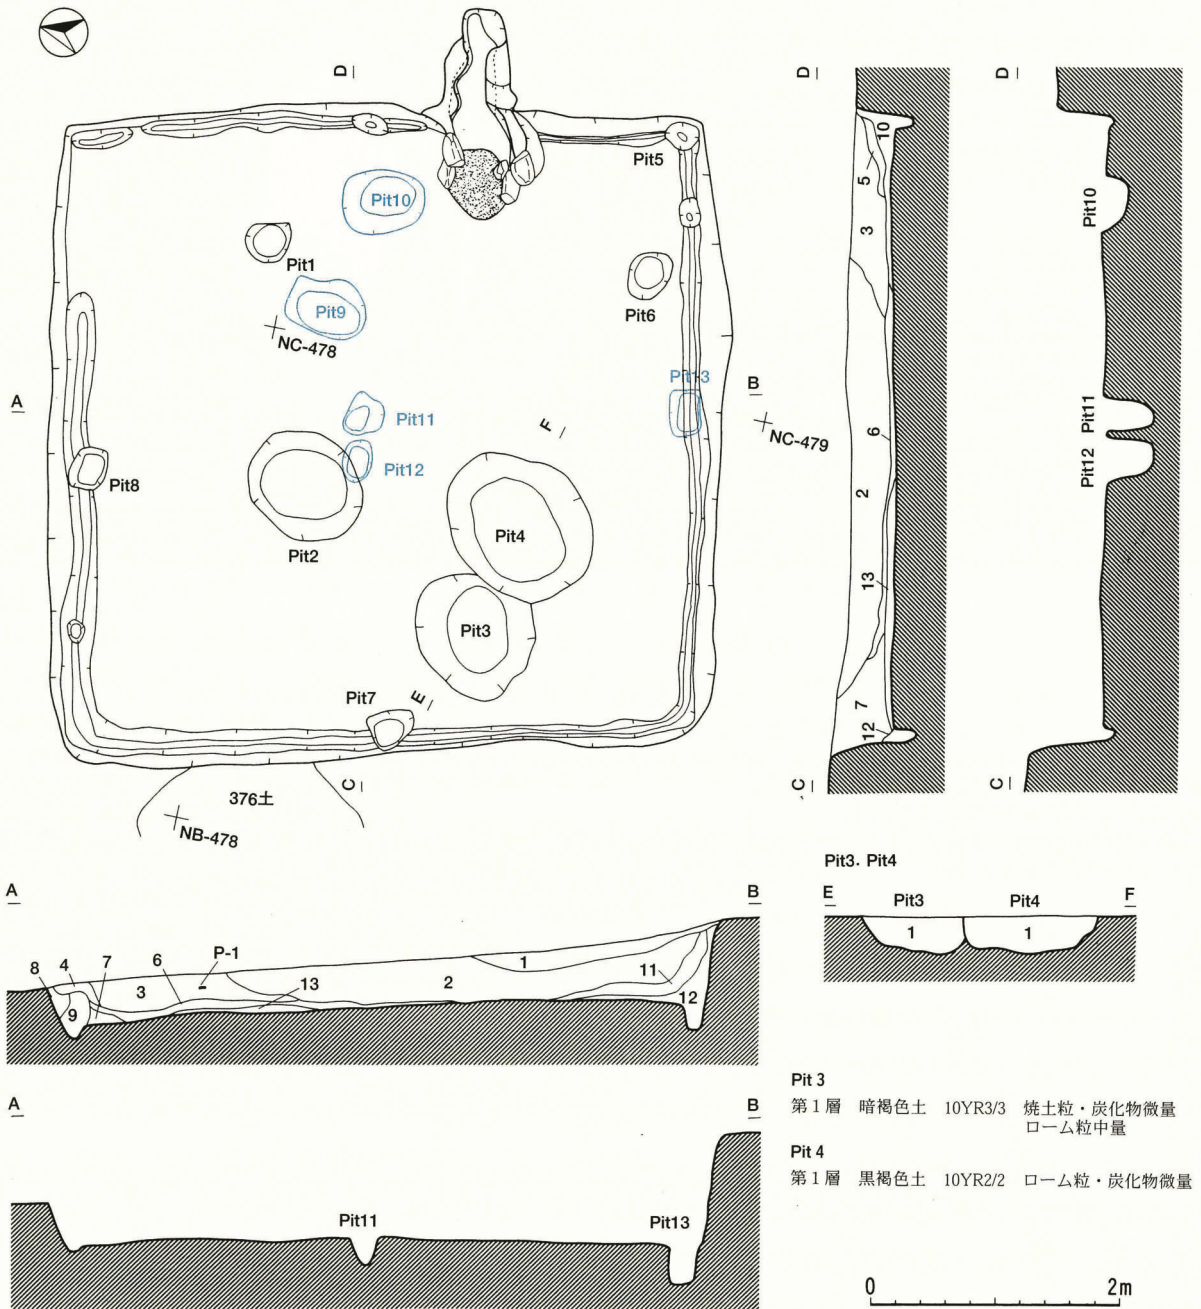 D
D
D
Pit5
10
5
Pit10
Pit10
3
Pit1
Pit6
Pit9
NC-478
Pit13
A
B
NC-479
Pit11
F
Pit11
6
Pit12
Pit12
Pit8
2
Pit4
Pit2
13
Pit3
Pit7
E
7
12
C
C
C
376土
NB-478
Pit3. Pit4
A
B
E
Pit3
Pit4
F
1
1
8
4
7
6
P-1
1
3
13
2
11
9
12
Pit 3
第1層 暗褐色土 10YR3/3 焼土粒・炭化物微量
ローム粒中量
Pit 4
第1層 黒褐色土 10YR2/2 ローム粒・炭化物微量
A
B
Pit11
Pit13
0
2m